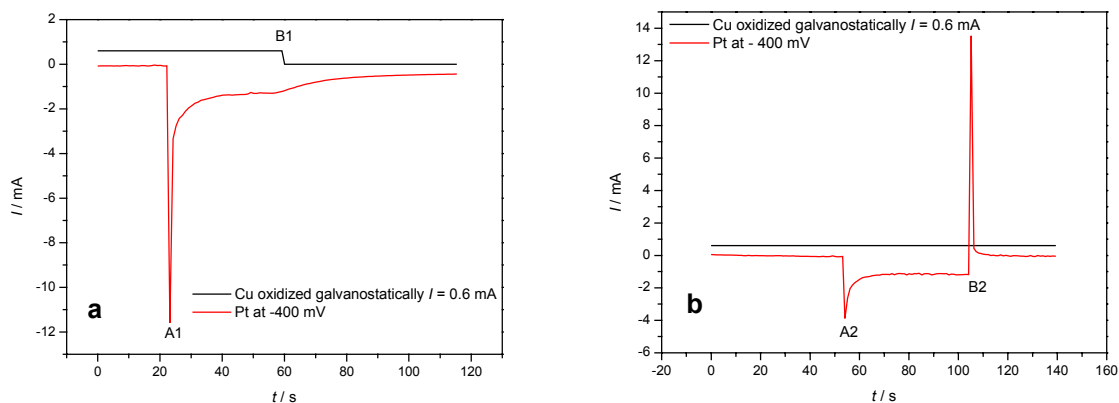 2
0
-2
-4
-6
-8
-10
-12
I / mA
B1
Cu oxidized galvanostatically I = 0.6 mA
Pt at -400 mV
a
A1
0 20 40 60 80 100 120
t / s
14
12
10
8
6
4
2
0
-2
-4
-6
I / mA
Cu oxidized galvanostatically I = 0.6 mA
Pt at - 400 mV
B2
b
A2
-20 0 20 40 60 80 100 120 140 160
t / s